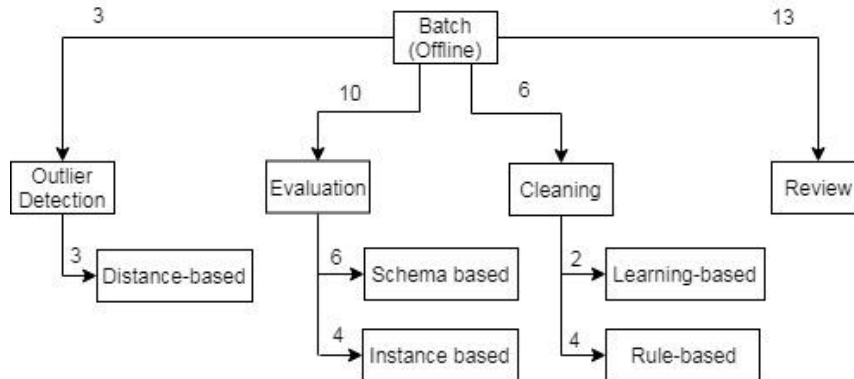 3
Batch
(Offline)
13
10
6
Outlier
Detection
Evaluation
Cleaning
Review
3
Distance-based
6
Schema based
2
Learning-based
4
Instance based
4
Rule-based